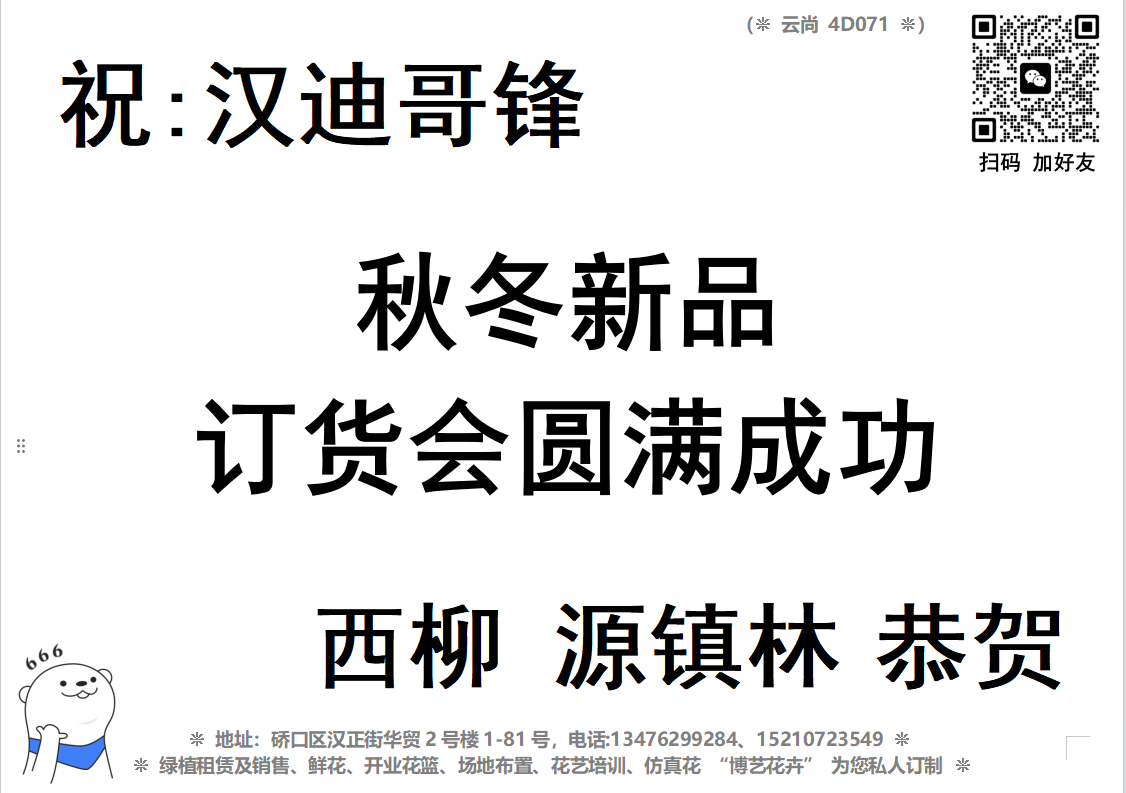 (❊ 云尚 4D071 ❊)
祝:汉迪哥锋
扫码 加好友
秋冬新品
订货会圆满成功
西柳 源镇林 恭贺
666
❊ 地址：硚口区汉正街华贸2号楼1-81号，电话:13476299284、15210723549 ❊
❊ 绿植租赁及销售、鲜花、开业花篮、场地布置、花艺培训、仿真花 “博艺花卉” 为您私人订制 ❊